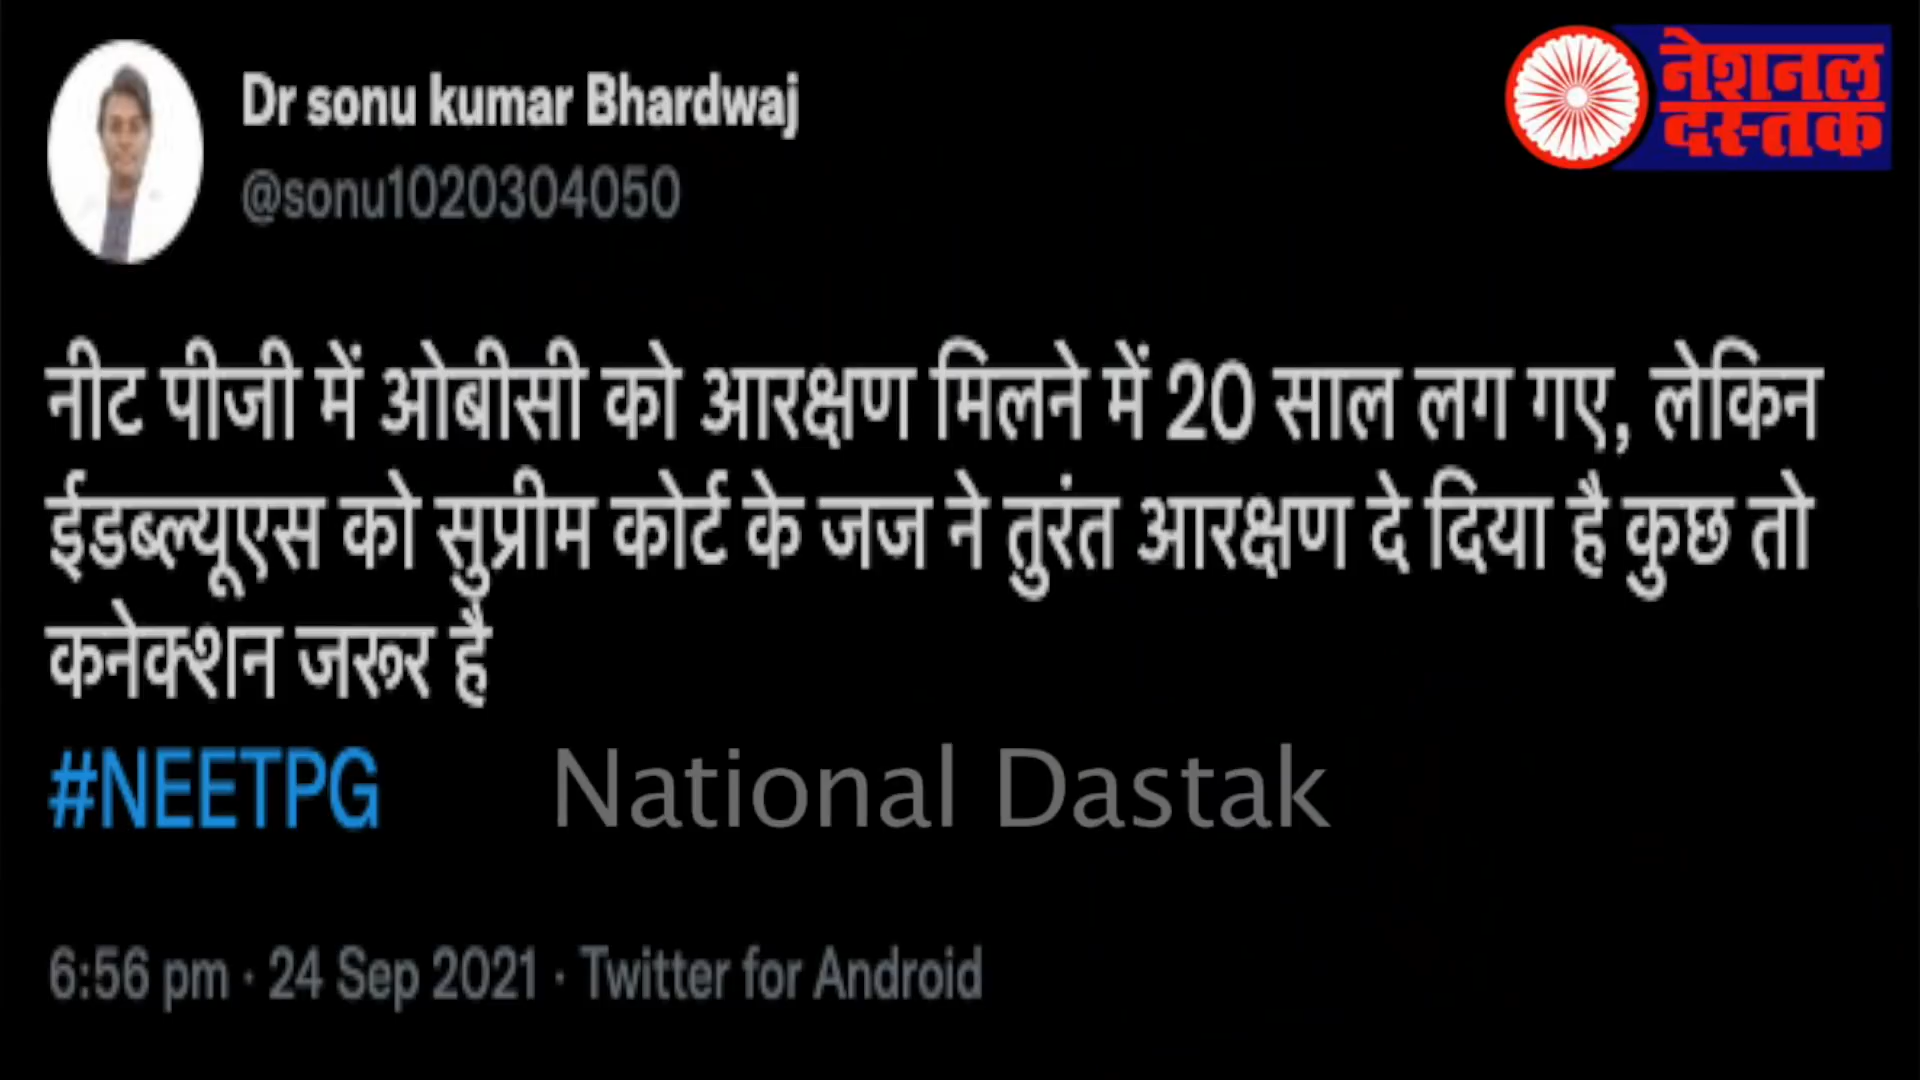 Dr sonu kumar Bhardwaj
@sonu1020304050
नेशनल
दस्तक
नीट पीजी में ओबीसी को आरक्षण मिलने में 20 साल लग गए, लेकिन
ईडब्ल्यूएस को सुप्रीम कोर्ट के जज ने तुरंत आरक्षण दे दिया है कुछ तो
कनेक्शन जरूर है
#NEETPG
National Dastak
6:56 pm · 24 Sep 2021 · Twitter for Android